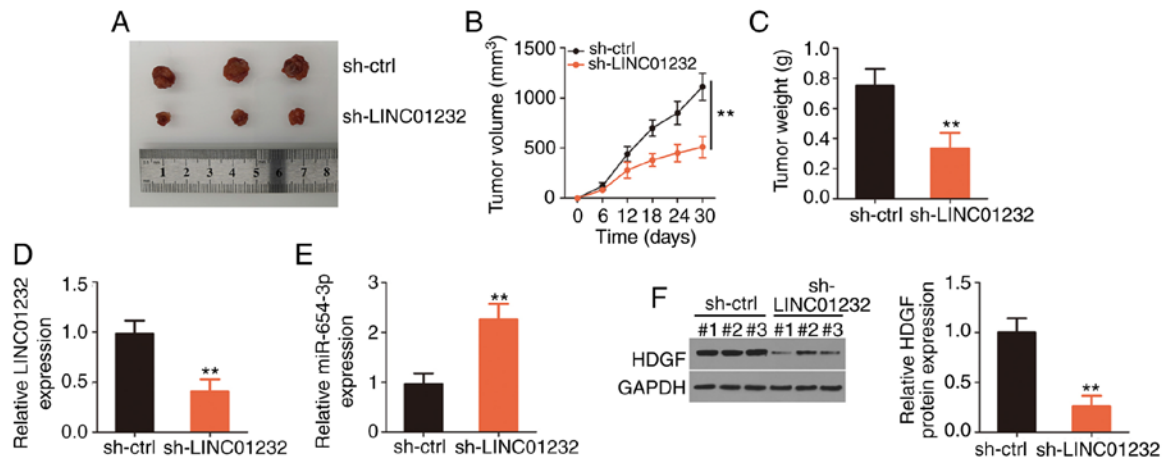 A
sh-ctrl
sh-LINC01232
1 2 3 4 5 6 7 8
B
Tumor volume (mm³)
1500
1000
500
0
sh-ctrl
sh-LINC01232
**
0 6 12 18 24 30
Time (days)
C
Tumor weight (g)
1.0
0.8
0.6
0.4
0.2
0.0
**
sh-ctrl sh-LINC01232
D
Relative LINC01232
expression
1.5
1.0
0.5
0.0
**
sh-ctrl sh-LINC01232
E
Relative miR-654-3p
expression
3
2
1
0
**
sh-ctrl sh-LINC01232
F
sh-ctrl
sh-
LINC01232
#1 #2 #3 #1 #2 #3
HDGF
GAPDH
Relative HDGF
protein expression
1.5
1.0
0.5
0.0
**
sh-ctrl sh-LINC01232